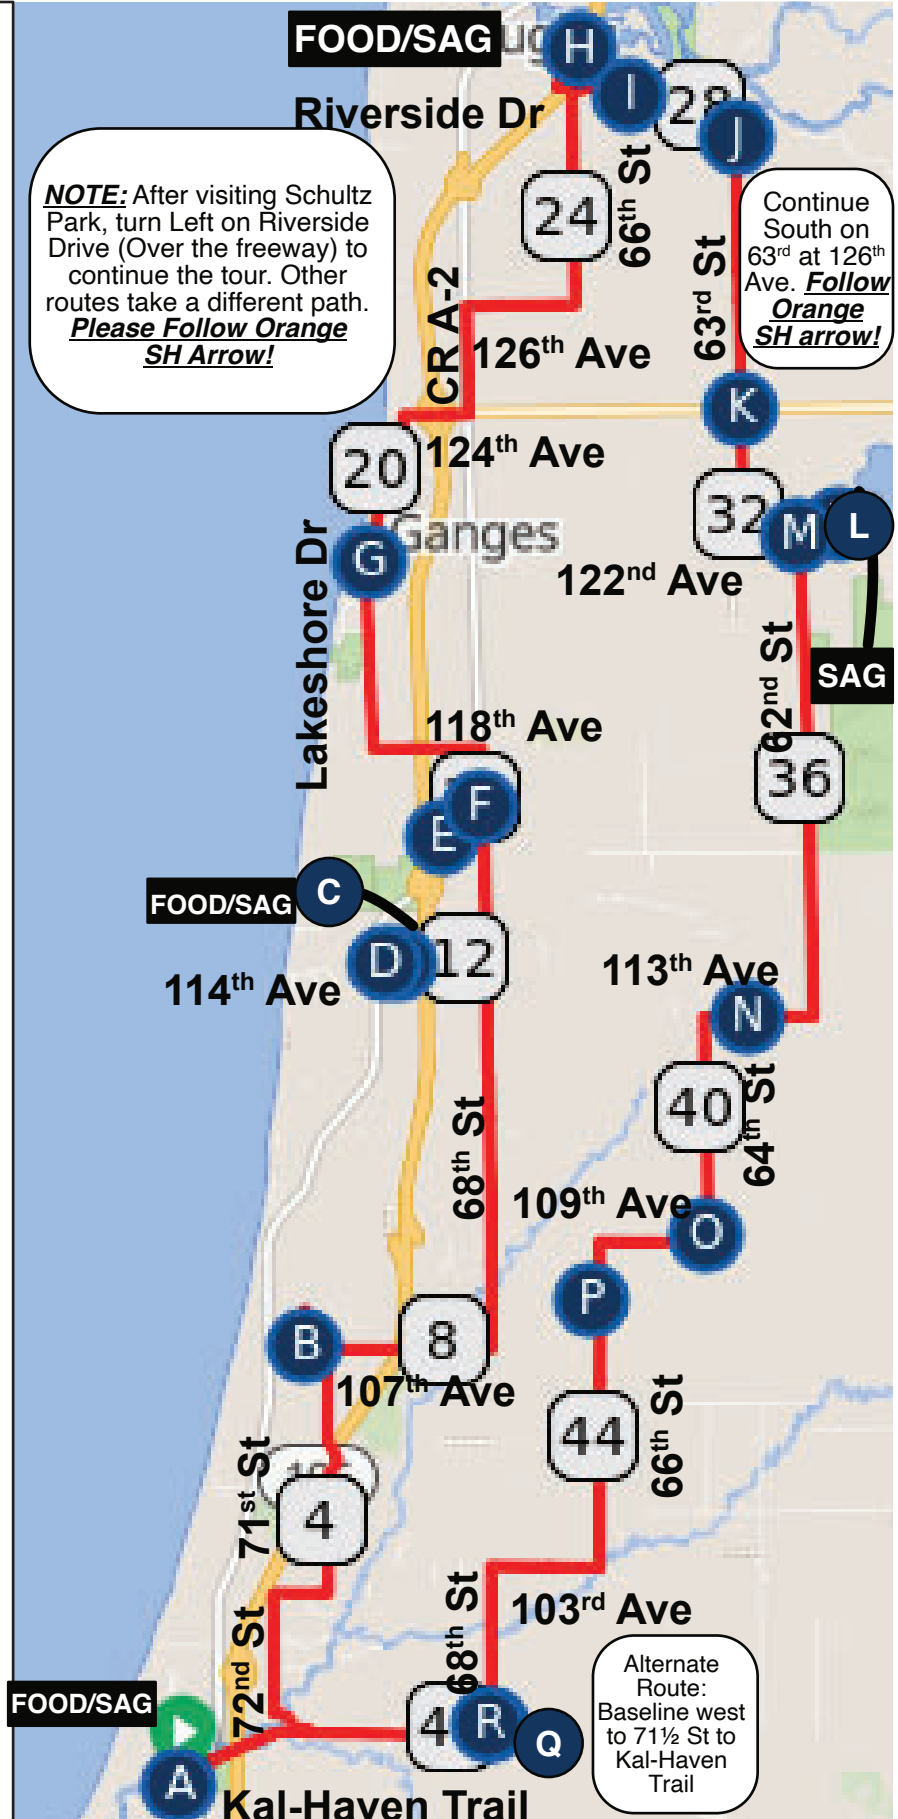 FOOD/SAG
ug
H
I
28
J
Riverside Dr
NOTE: After visiting Schultz
Park, turn Left on Riverside
Drive (Over the freeway) to
continue the tour. Other
routes take a different path.
Please Follow Orange
SH Arrow!
24
66th St
63rd St
Continue
South on
63rd at 126th
Ave. Follow
Orange
SH arrow!
CR A-2
126th Ave
K
124th Ave
20
32
M
L
Ganges
G
122nd Ave
Lakeshore Dr
62nd St
SAG
118th Ave
36
F
E
C
FOOD/SAG
D
12
114th Ave
113th Ave
N
40
64th St
68th St
109th Ave
O
P
B
8
107th Ave
44
66th St
71st St
4
103rd Ave
68th St
72nd St
Alternate
Route:
Baseline west
to 71½ St to
Kal-Haven
Trail
FOOD/SAG
4
R
Q
A
Kal-Haven Trail